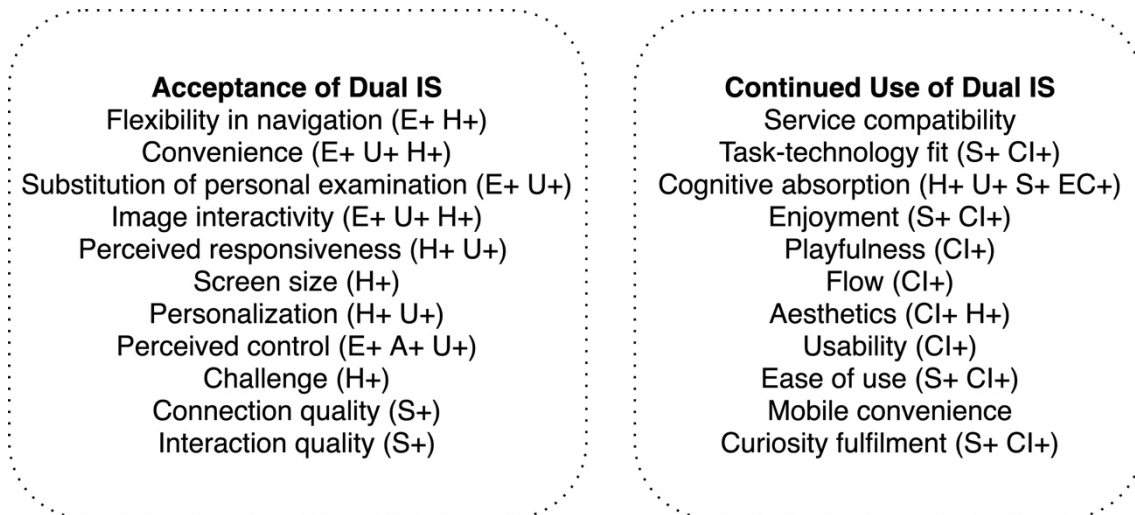 Acceptance of Dual IS
Flexibility in navigation (E+ H+)
Convenience (E+ U+ H+)
Substitution of personal examination (E+ U+)
Image interactivity (E+ U+ H+)
Perceived responsiveness (H+ U+)
Screen size (H+)
Personalization (H+ U+)
Perceived control (E+ A+ U+)
Challenge (H+)
Connection quality (S+)
Interaction quality (S+)
Continued Use of Dual IS
Service compatibility
Task-technology fit (S+ CI+)
Cognitive absorption (H+ U+ S+ EC+)
Enjoyment (S+ CI+)
Playfulness (CI+)
Flow (CI+)
Aesthetics (CI+ H+)
Usability (CI+)
Ease of use (S+ CI+)
Mobile convenience
Curiosity fulfilment (S+ CI+)